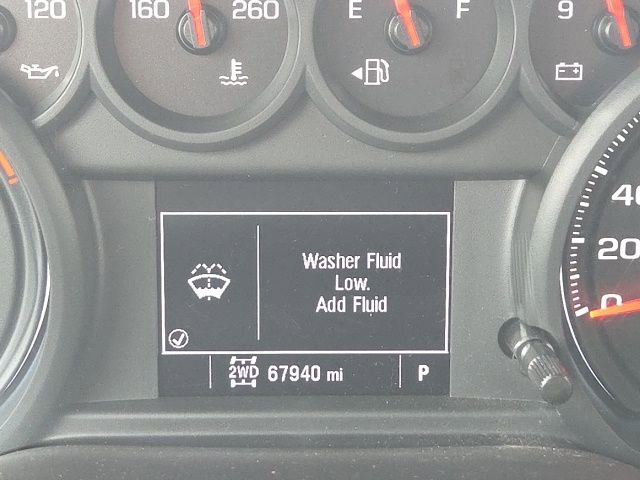 120 160 260 E F 9
Washer Fluid
Low.
Add Fluid
40
20
0
2WD 67940 mi P